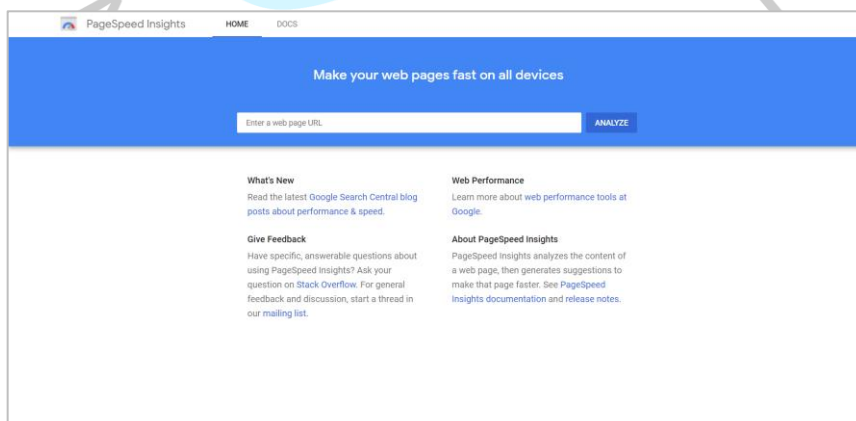 PageSpeed Insights HOME DOCS
Make your web pages fast on all devices
Enter a web page URL ANALYZE
What's New
Read the latest Google Search Central blog
posts about performance & speed.
Give Feedback
Have specific, answerable questions about
using PageSpeed Insights? Ask your
question on Stack Overflow. For general
feedback and discussion, start a thread in
our mailing list.
Web Performance
Learn more about web performance tools at
Google.
About PageSpeed Insights
PageSpeed Insights analyzes the content of
a web page, then generates suggestions to
make that page faster. See PageSpeed
Insights documentation and release notes.